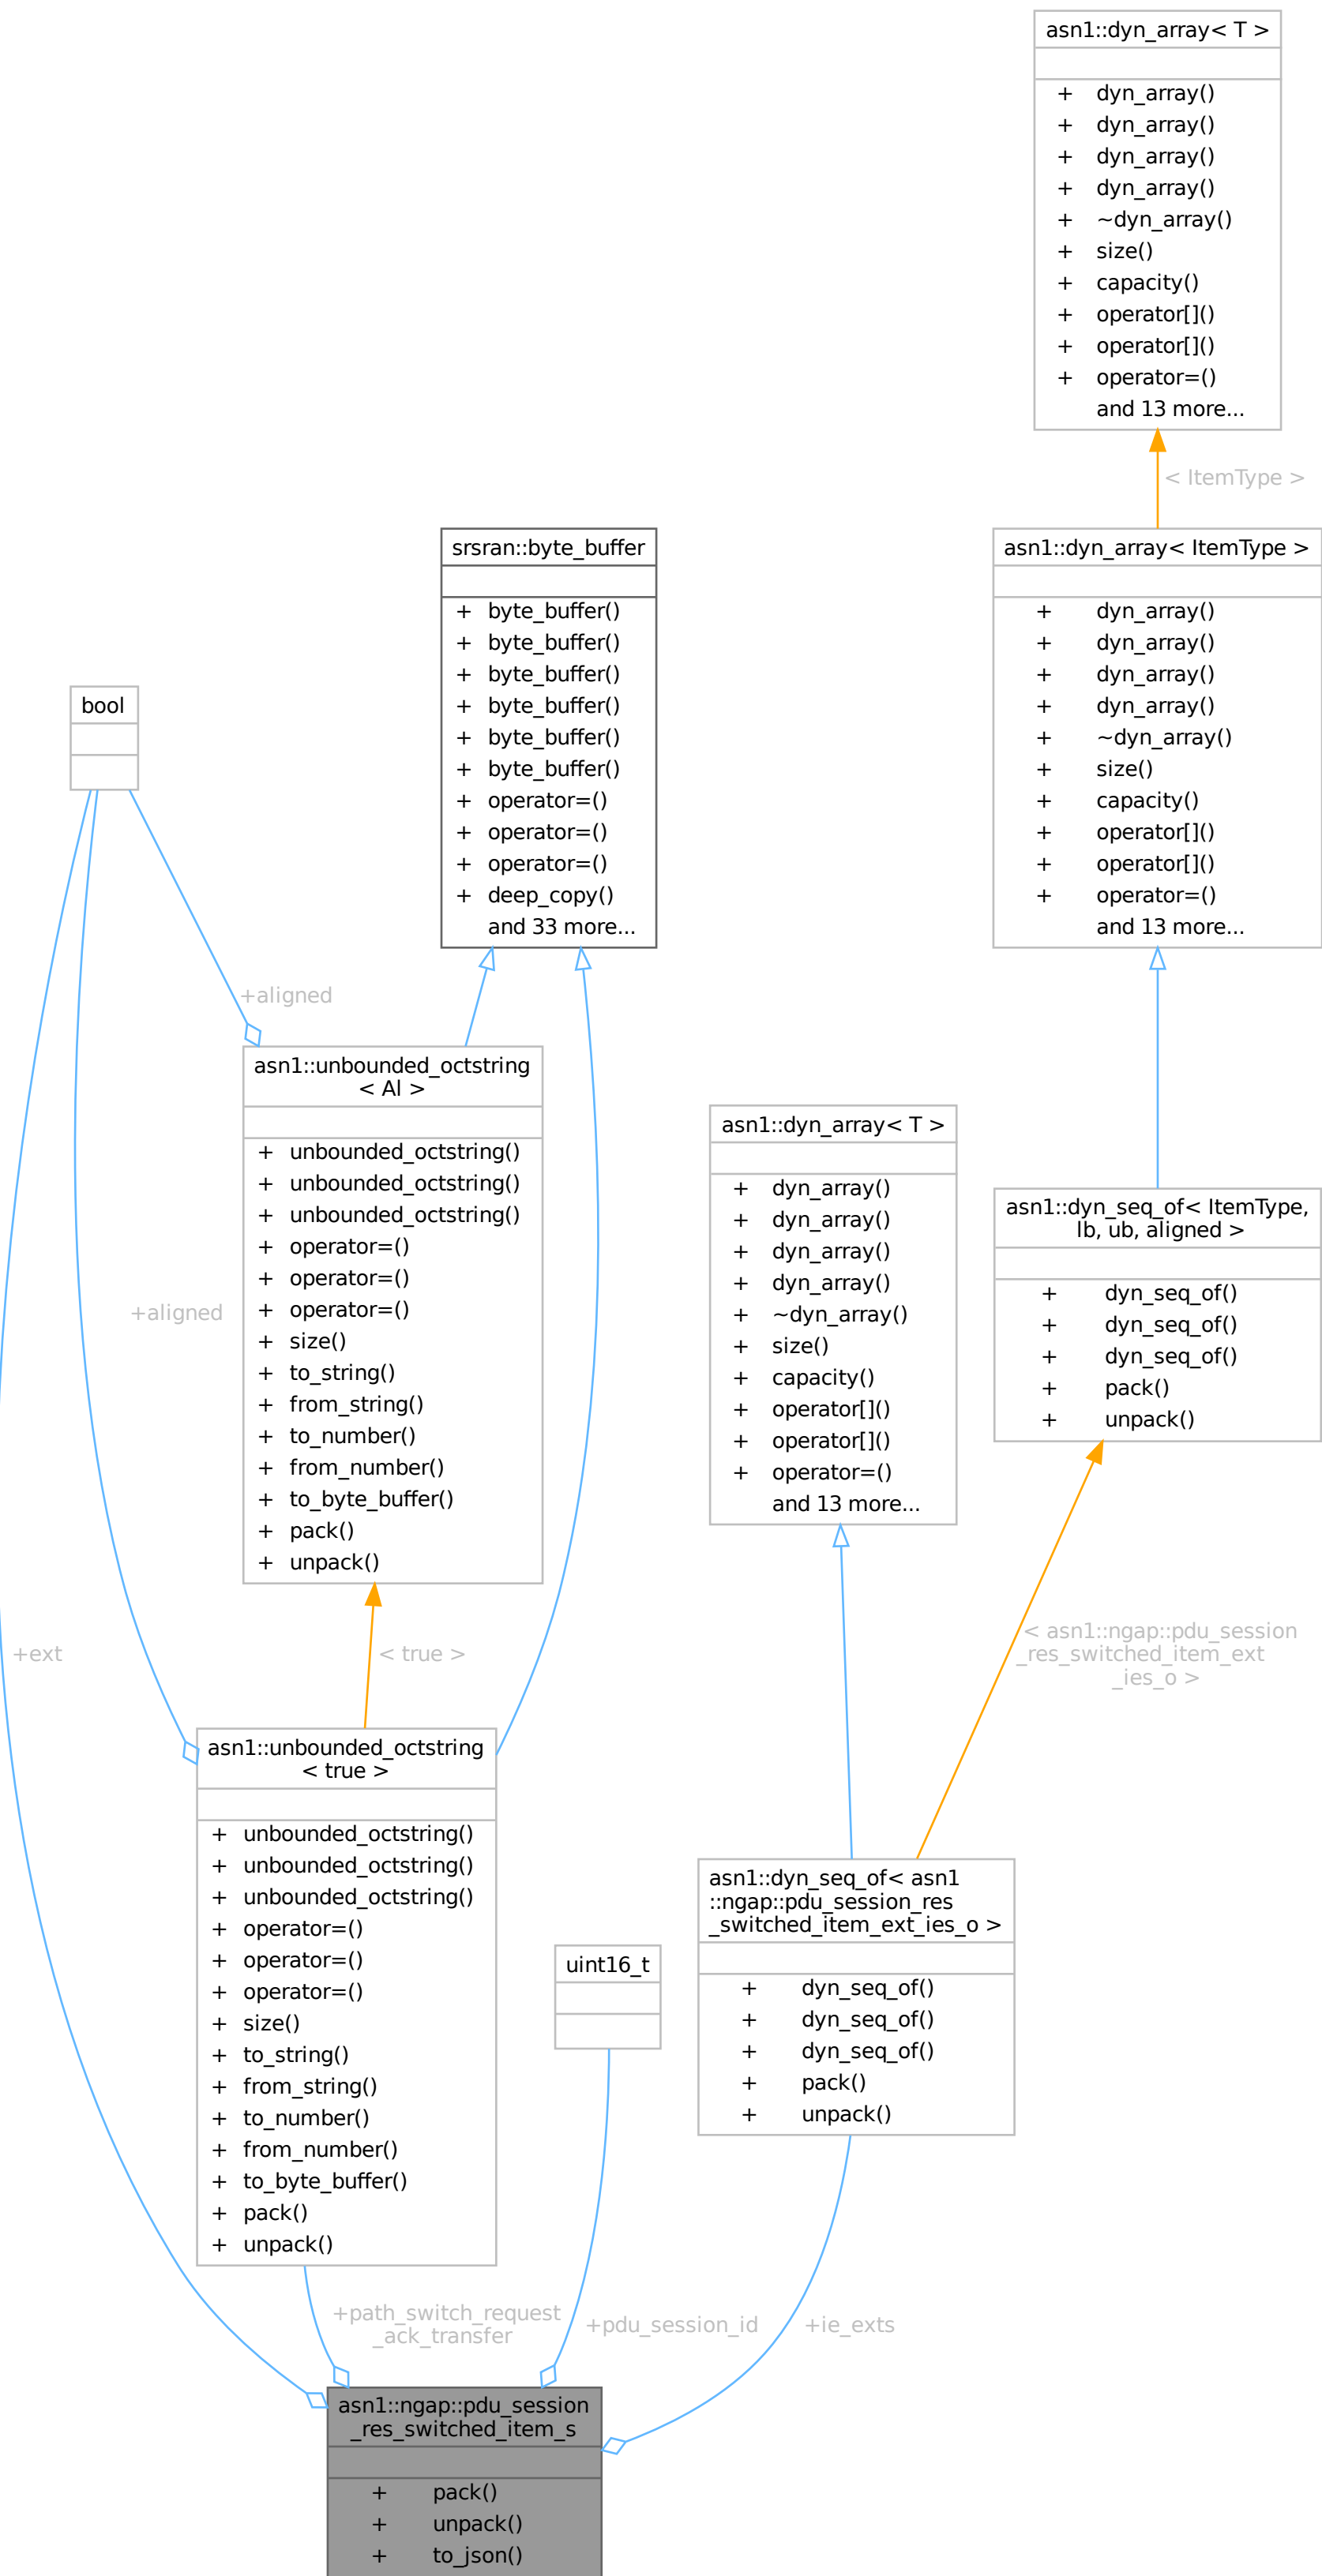 asn1::dyn_array< T >
+ dyn_array()
+ dyn_array()
+ dyn_array()
+ dyn_array()
+ ~dyn_array()
+ size()
+ capacity()
+ operator[]()
+ operator[]()
+ operator=()
and 13 more...
< ItemType >
srsran::byte_buffer
+ byte_buffer()
+ byte_buffer()
+ byte_buffer()
+ byte_buffer()
+ byte_buffer()
+ byte_buffer()
+ operator=()
+ operator=()
+ operator=()
+ deep_copy()
and 33 more...
asn1::dyn_array< ItemType >
+ dyn_array()
+ dyn_array()
+ dyn_array()
+ dyn_array()
+ ~dyn_array()
+ size()
+ capacity()
+ operator[]()
+ operator[]()
+ operator=()
and 13 more...
bool
+aligned
asn1::unbounded_octstring
< Al >
+ unbounded_octstring()
+ unbounded_octstring()
+ unbounded_octstring()
+ operator=()
+ operator=()
+ operator=()
+ size()
+ to_string()
+ from_string()
+ to_number()
+ from_number()
+ to_byte_buffer()
+ pack()
+ unpack()
asn1::dyn_array< T >
+ dyn_array()
+ dyn_array()
+ dyn_array()
+ dyn_array()
+ ~dyn_array()
+ size()
+ capacity()
+ operator[]()
+ operator[]()
+ operator=()
and 13 more...
asn1::dyn_seq_of< ItemType,
lb, ub, aligned >
+ dyn_seq_of()
+ dyn_seq_of()
+ dyn_seq_of()
+ pack()
+ unpack()
+aligned
+ext
< true >
< asn1::ngap::pdu_session
_res_switched_item_ext
_ies_o >
asn1::unbounded_octstring
< true >
+ unbounded_octstring()
+ unbounded_octstring()
+ unbounded_octstring()
+ operator=()
+ operator=()
+ operator=()
+ size()
+ to_string()
+ from_string()
+ to_number()
+ from_number()
+ to_byte_buffer()
+ pack()
+ unpack()
uint16_t
asn1::dyn_seq_of< asn1
::ngap::pdu_session_res
_switched_item_ext_ies_o >
+ dyn_seq_of()
+ dyn_seq_of()
+ dyn_seq_of()
+ pack()
+ unpack()
+path_switch_request
_ack_transfer
+pdu_session_id
+ie_exts
asn1::ngap::pdu_session
_res_switched_item_s
+ pack()
+ unpack()
+ to_json()